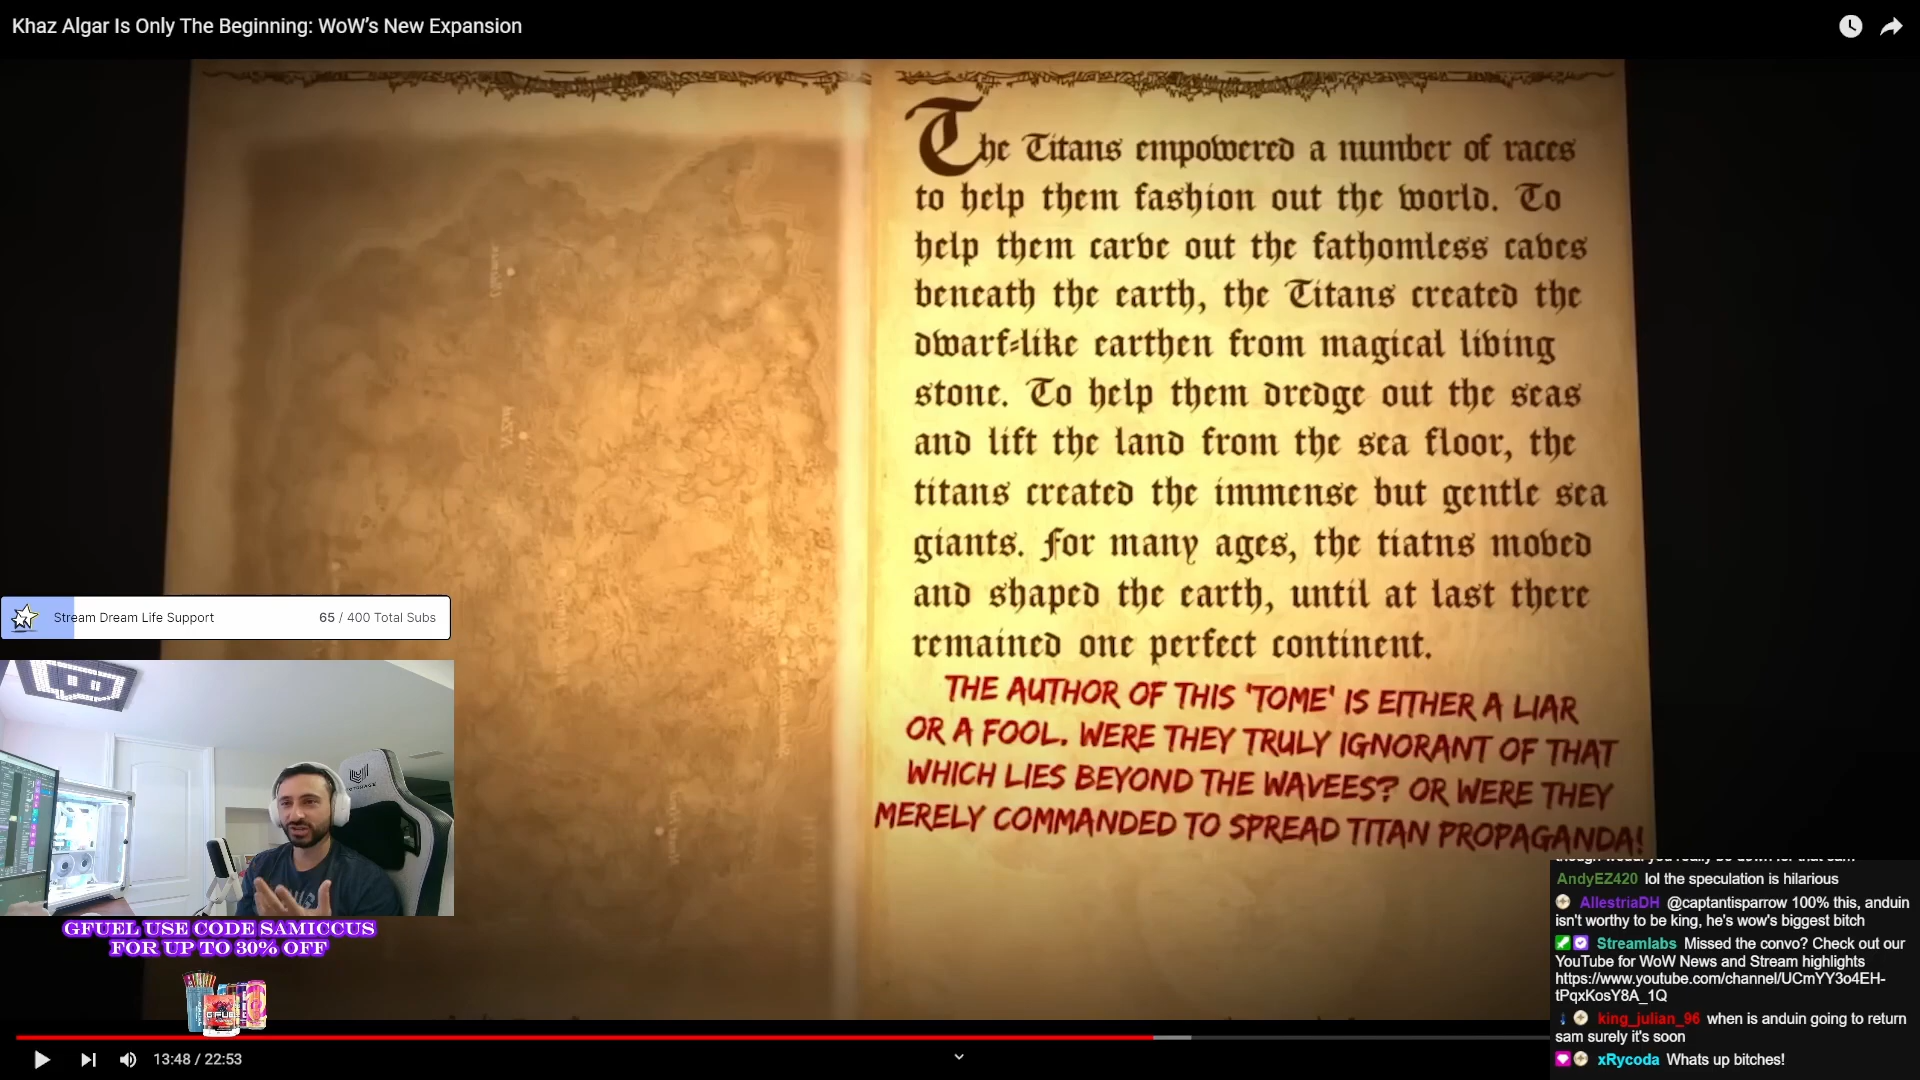 Khaz Algar Is Only The Beginning: WoW’s New Expansion
The Titans empowered a number of races
to help them fashion out the world. To
help them carve out the fathomless caves
beneath the earth, the Titans created the
dwarf-like earthen from magical living
stone. To help them dredge out the seas
and lift the land from the sea floor, the
titans created the immense but gentle sea
giants. For many ages, the tiatns moved
and shaped the earth, until at last there
remained one perfect continent.
THE AUTHOR OF THIS 'TOME' IS EITHER A LIAR
OR A FOOL. WERE THEY TRULY IGNORANT OF THAT
WHICH LIES BEYOND THE WAVEES? OR WERE THEY
MERELY COMMANDED TO SPREAD TITAN PROPAGANDA!
Stream Dream Life Support 65 / 400 Total Subs
GFUEL USE CODE SAMICCUS
FOR UP TO 30% OFF
G FUEL
13:48 / 22:53
AndyEZ420 lol the speculation is hilarious
AllestriaDH @captantisparrow 100% this, anduin
isn't worthy to be king, he's wow's biggest bitch
Streamlabs Missed the convo? Check out our
YouTube for WoW News and Stream highlights
https://www.youtube.com/channel/UCmYY3o4EH-
tPqxKosY8A_1Q
king_julian_96 when is anduin going to return
sam surely it's soon
xRycoda Whats up bitches!